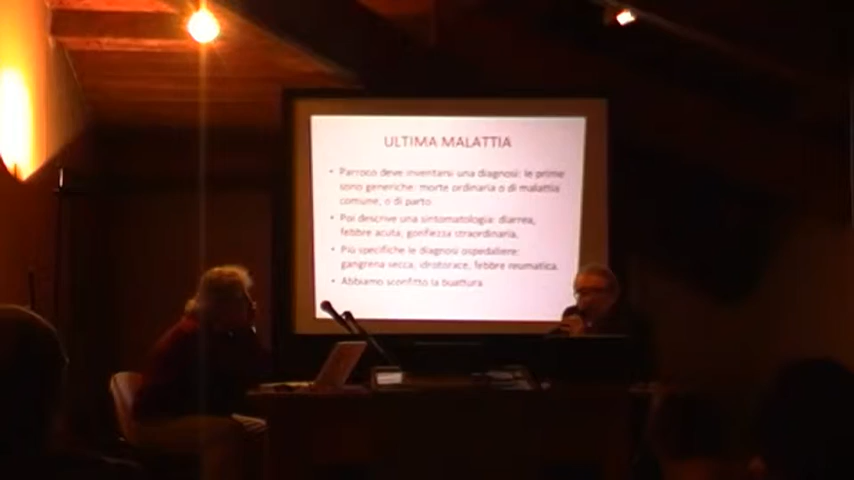 ULTIMA MALATTIA
• Parroco deve inventarsi una diagnosi: le prime
sono generiche: morte ordinaria o di malattia
comune, o di parto
• Poi descrive una sintomatologia: diarrea,
febbre acuta, gonfiezza straordinaria,
• Più specifiche le diagnosi ospedaliere:
gangrena secca, idrotorace, febbre reumatica.
• Abbiamo sconfitto la